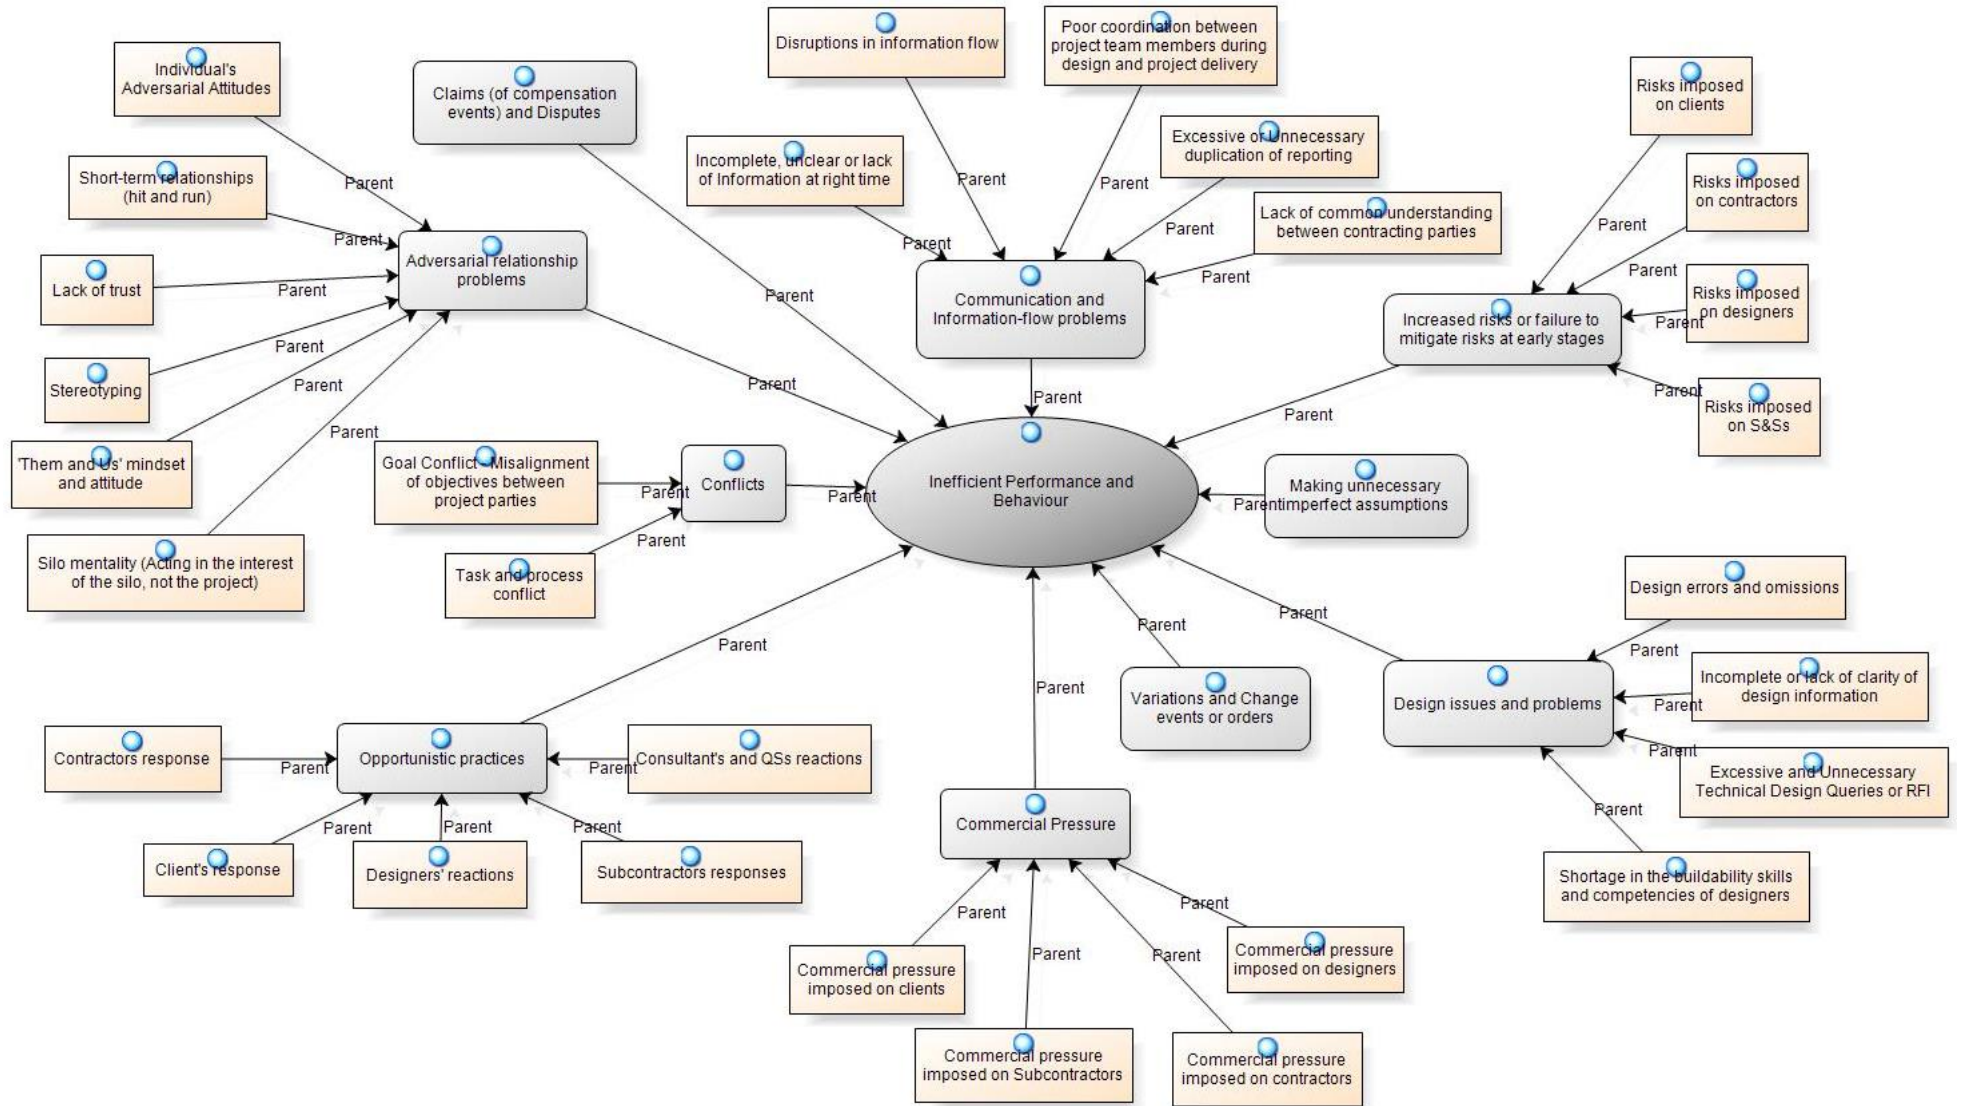 Individual's
Adversarial Attitudes
Claims (of compensation
events) and Disputes
Disruptions in information flow
Poor coordination between
project team members during
design and project delivery
Risks imposed
on clients
Short-term relationships
(hit and run)
Incomplete, unclear or lack
of Information at right time
Excessive or Unnecessary
duplication of reporting
Risks imposed
on contractors
Lack of common understanding
between contracting parties
Parent
Parent
Parent
Parent
Parent
Parent
Parent
Parent
Parent
Parent
Lack of trust
Parent
Adversarial relationship
problems
Parent
Communication and
Information-flow problems
Increased risks or failure to
mitigate risks at early stages
Risks imposed
on designers
Parent
Stereotyping
Parent
Parent
Parent
Parent
Parent
Parent
Risks imposed
on S&Ss
Parent
Parent
'Them and Us' mindset
and attitude
Goal Conflict - Misalignment
of objectives between
project parties
Parent
Conflicts
Parent
Inefficient Performance and
Behaviour
Parent
Making unnecessary
imperfect assumptions
Silo mentality (Acting in the interest
of the silo, not the project)
Task and process
conflict
Parent
Design errors and omissions
Parent
Parent
Parent
Parent
Parent
Variations and Change
events or orders
Design issues and problems
Incomplete or lack of clarity of
design information
Parent
Parent
Excessive and Unnecessary
Technical Design Queries or RFI
Contractors response
Parent
Opportunistic practices
Parent
Consultant's and QSs reactions
Parent
Parent
Parent
Parent
Commercial Pressure
Client's response
Designers' reactions
Subcontractors responses
Shortage in the buildability skills
and competencies of designers
Parent
Parent
Parent
Parent
Commercial pressure
imposed on clients
Commercial pressure
imposed on designers
Commercial pressure
imposed on Subcontractors
Commercial pressure
imposed on contractors